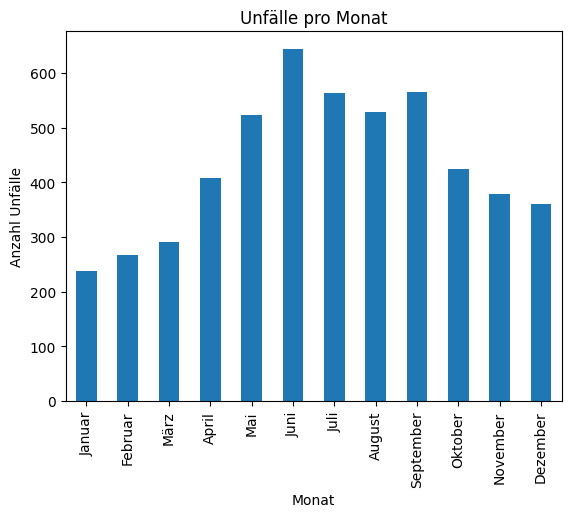 Unfälle pro Monat
Anzahl Unfälle
600
500
400
300
200
100
0
Januar
Februar
März
April
Mai
Juni
Juli
August
September
Oktober
November
Dezember
Monat